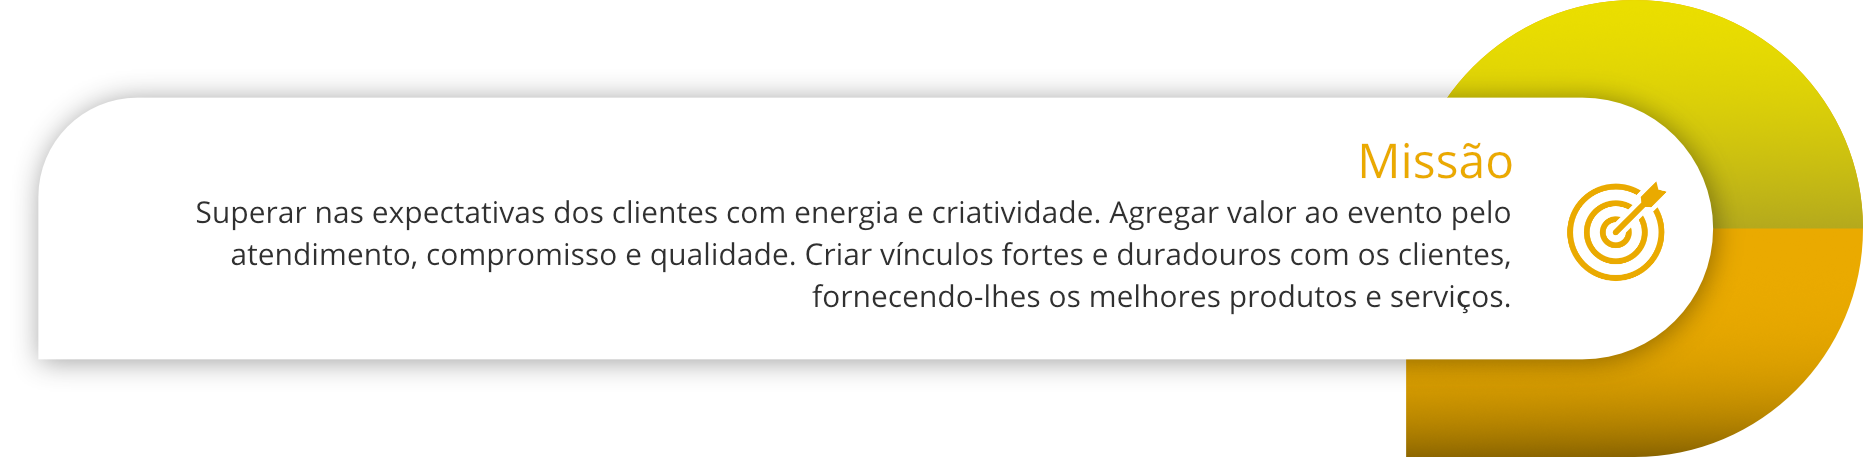 Missão
Superar nas expectativas dos clientes com energia e criatividade. Agregar valor ao evento pelo
atendimento, compromisso e qualidade. Criar vínculos fortes e duradouros com os clientes,
fornecendo-lhes os melhores produtos e serviços.